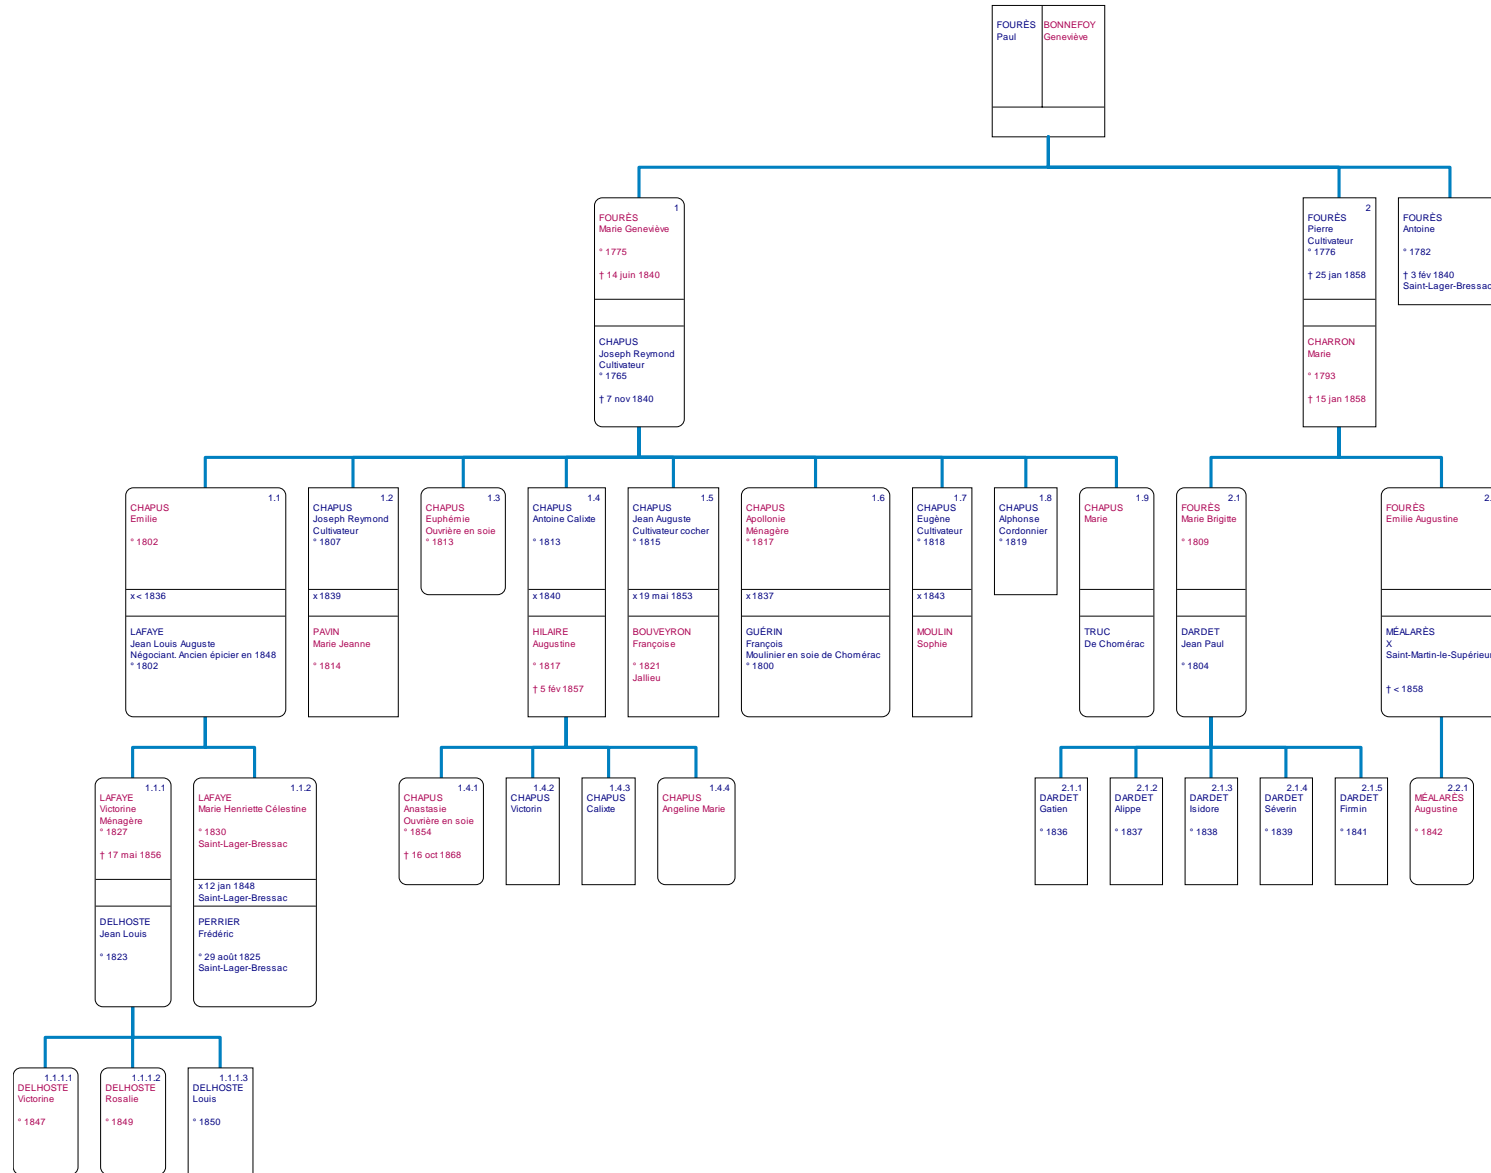 FOURÈS
Paul
BONNEFOY
Geneviève
1
FOURÈS
Marie Geneviève
° 1775
† 14 juin 1840
CHAPUS
Joseph Reymond
Cultivateur
° 1765
† 7 nov 1840
2
FOURÈS
Pierre
Cultivateur
° 1776
† 25 jan 1858
CHARRON
Marie
° 1793
† 15 jan 1858
FOURÈS
Antoine
° 1782
† 3 fév 1840
Saint-Lager-Bressac
1.1
CHAPUS
Emilie
° 1802
x < 1836
LAFAYE
Jean Louis Auguste
Négociant. Ancien épicier en 1848
° 1802
1.2
CHAPUS
Joseph Reymond
Cultivateur
° 1807
x 1839
PAVIN
Marie Jeanne
° 1814
1.3
CHAPUS
Euphémie
Ouvrière en soie
° 1813
1.4
CHAPUS
Antoine Calixte
° 1813
x 1840
HILAIRE
Augustine
° 1817
† 5 fév 1857
1.5
CHAPUS
Jean Auguste
Cultivateur cocher
° 1815
x 19 mai 1853
BOUVEYRON
Françoise
° 1821
Jallieu
1.6
CHAPUS
Apollonie
Ménagère
° 1817
x 1837
GUÉRIN
François
Moulinier en soie de Chomérac
° 1800
1.7
CHAPUS
Eugène
Cultivateur
° 1818
x 1843
MOULIN
Sophie
1.8
CHAPUS
Alphonse
Cordonnier
° 1819
1.9
CHAPUS
Marie
TRUC
De Chomérac
2.1
FOURÈS
Marie Brigitte
° 1809
DARDET
Jean Paul
° 1804
2.
FOURÈS
Emilie Augustine
MÉALARÈS
X
Saint-Martin-le-Supérieur
† < 1858
1.1.1
LAFAYE
Victorine
Ménagère
° 1827
† 17 mai 1856
DELHOSTE
Jean Louis
° 1823
1.1.2
LAFAYE
Marie Henriette Célestine
° 1830
Saint-Lager-Bressac
x 12 jan 1848
Saint-Lager-Bressac
PERRIER
Frédéric
° 29 août 1825
Saint-Lager-Bressac
1.4.1
CHAPUS
Anastasie
Ouvrière en soie
° 1854
† 16 oct 1868
1.4.2
CHAPUS
Victorin
1.4.3
CHAPUS
Calixte
1.4.4
CHAPUS
Angeline Marie
2.1.1
DARDET
Gatien
° 1836
2.1.2
DARDET
Alippe
° 1837
2.1.3
DARDET
Isidore
° 1838
2.1.4
DARDET
Séverin
° 1839
2.1.5
DARDET
Firmin
° 1841
2.2.1
MÉALARÈS
Augustine
° 1842
1.1.1.1
DELHOSTE
Victorine
° 1847
1.1.1.2
DELHOSTE
Rosalie
° 1849
1.1.1.3
DELHOSTE
Louis
° 1850